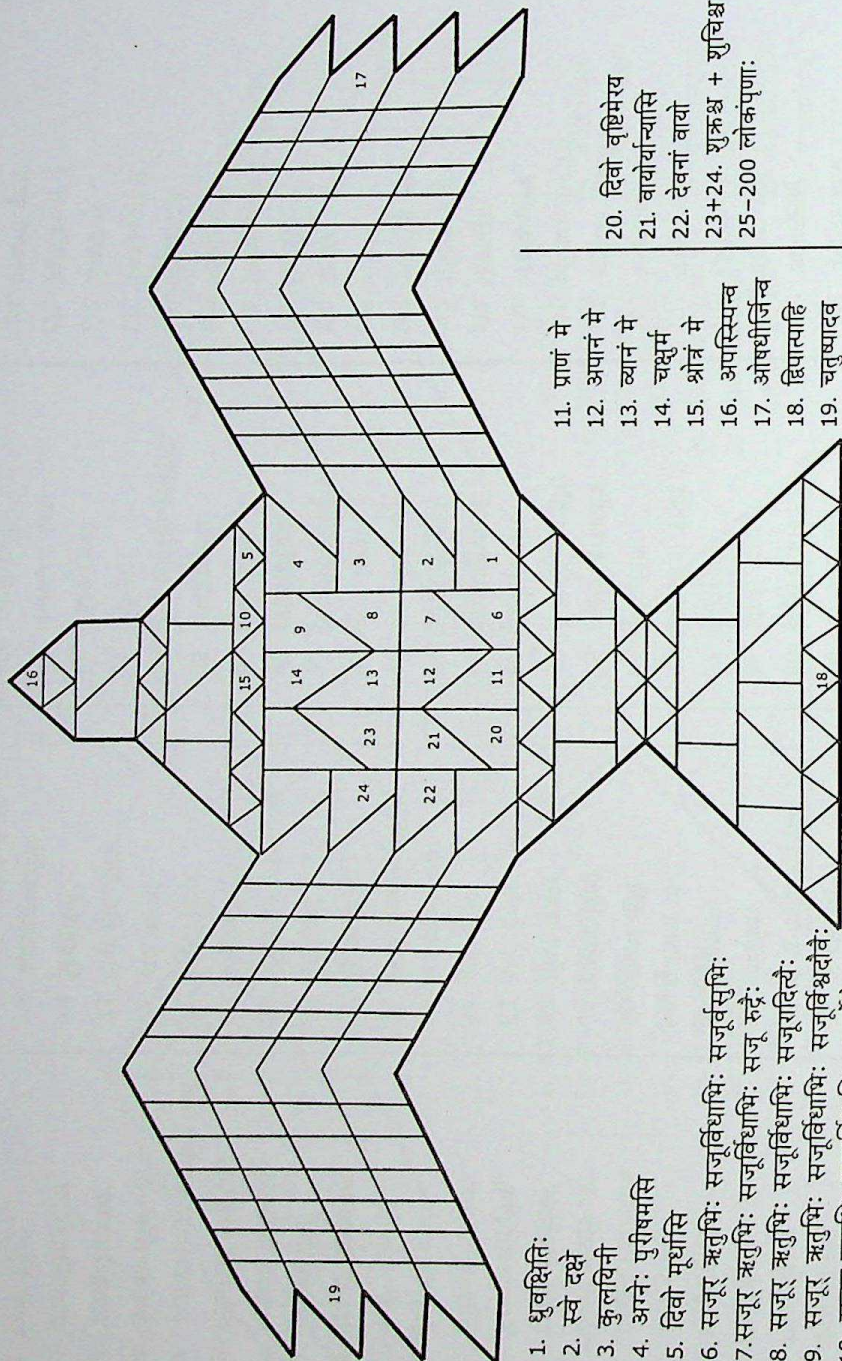 16
17
5
10
15
4
3
2
1
9
8
7
6
14
13
12
11
23
21
20
24
22
18
19
1. ध्रुवक्षितिः
2. स्वे दक्षे
3. कुलयिनी
4. अग्नेः पुरीषमसि
5. दिवो मूर्धासि
6. सजूर् ऋतुभिः सजूर्विधाभिः सजूर्वसुभिः
7.सजूर् ऋतुभिः सजूर्विधाभिः सजू रुद्रैः
8. सजूर् ऋतुभिः सजूर्विधाभिः सजूरादित्यैः
9. सजूर् ऋतुभिः सजूर्विधाभिः सजूर्विश्वदेवैः
11. प्राणं मे
12. अपानं मे
13. व्यानं मे
14. चक्षुर्म
15. श्रोत्रं मे
16. अपस्पिन्व
17. ओषधीर्जिन्व
18. द्विपात्पाहि
19. चतुष्पादव
20. दिवो वृष्टिमेरय
21. वायोर्यान्यासि
22. देवनां वायो
23+24. शुक्रश्च + शुचिश्च
25-200 लोकंपृणाः